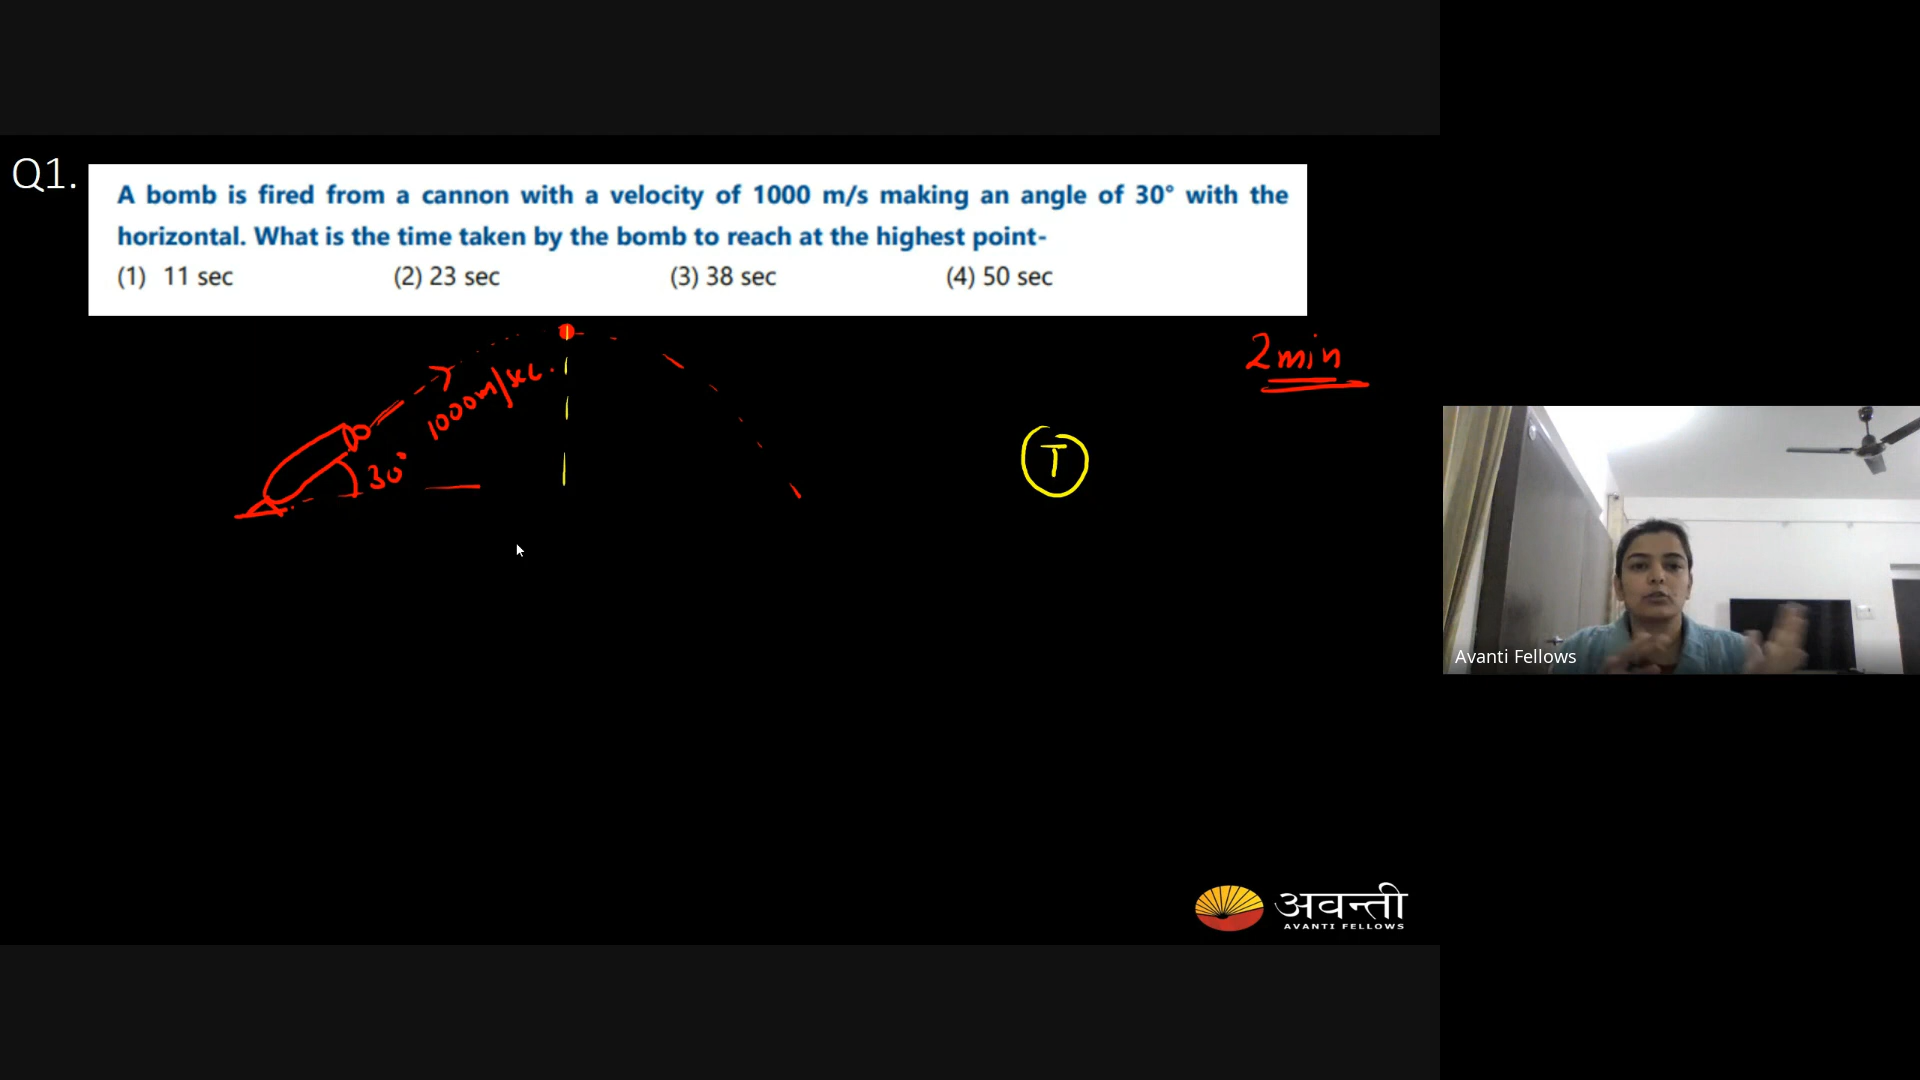 Q1.
A bomb is fired from a cannon with a velocity of 1000 m/s making an angle of 30° with the
horizontal. What is the time taken by the bomb to reach at the highest point-
(1) 11 sec (2) 23 sec (3) 38 sec (4) 50 sec
2min
1000m/sec.
30°
T
Avanti Fellows
अवन्ती
AVANTI FELLOWS